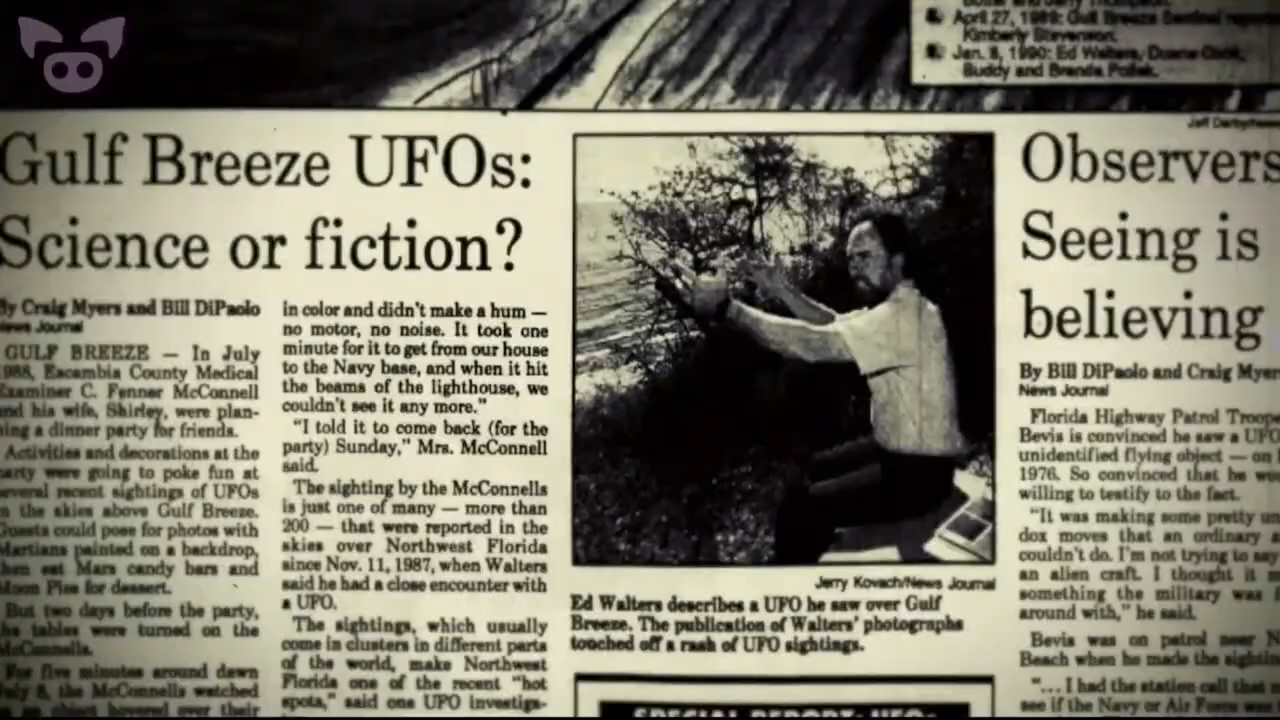 April 27, 1989: Gulf Breeze Sentinel
Kimberly Stevenson.
Jan. 8, 1990: Ed Walters, Duane Cook,
Buddy and Brenda Pollak.
Gulf Breeze UFOs:
Science or fiction?
By Craig Myers and Bill DiPaolo
News Journal
GULF BREEZE — In July
1988, Escambia County Medical
Examiner C. Fenner McConnell
and his wife, Shirley, were plan-
ning a dinner party for friends.
Activities and decorations at the
party were going to poke fun at
several recent sightings of UFOs
in the skies above Gulf Breeze.
Guests could pose for photos with
Martians painted on a backdrop,
then eat Mars candy bars and
Moon Pies for dessert.
But two days before the party,
the tables were turned on the
McConnells.
For five minutes around dawn
July 8, the McConnells watched
object hovered over their
in color and didn't make a hum —
no motor, no noise. It took one
minute for it to get from our house
to the Navy base, and when it hit
the beams of the lighthouse, we
couldn't see it any more."
"I told it to come back (for the
party) Sunday," Mrs. McConnell
said.
The sighting by the McConnells
is just one of many — more than
200 — that were reported in the
skies over Northwest Florida
since Nov. 11, 1987, when Walters
said he had a close encounter with
a UFO.
The sightings, which usually
come in clusters in different parts
of the world, make Northwest
Florida one of the recent "hot
spots," said one UFO investiga-
Jerry Kovach/News Journal
Ed Walters describes a UFO he saw over Gulf
Breeze. The publication of Walters' photographs
touched off a rash of UFO sightings.
SPECIAL REPORT: UFOs
Observers
Seeing is
believing
By Bill DiPaolo and Craig Myers
News Journal
Florida Highway Patrol
Bevis is convinced he saw a UFO
unidentified flying object — on
1976. So convinced that he
willing to testify to the fact.
"It was making some pretty
dox moves that an ordinary
couldn't do. I'm not trying to say
an alien craft. I thought it
something the military was
around with," he said.
Bevis was on patrol near
Beach when he made the
"... I had the station call
see if the Navy or Air Force was